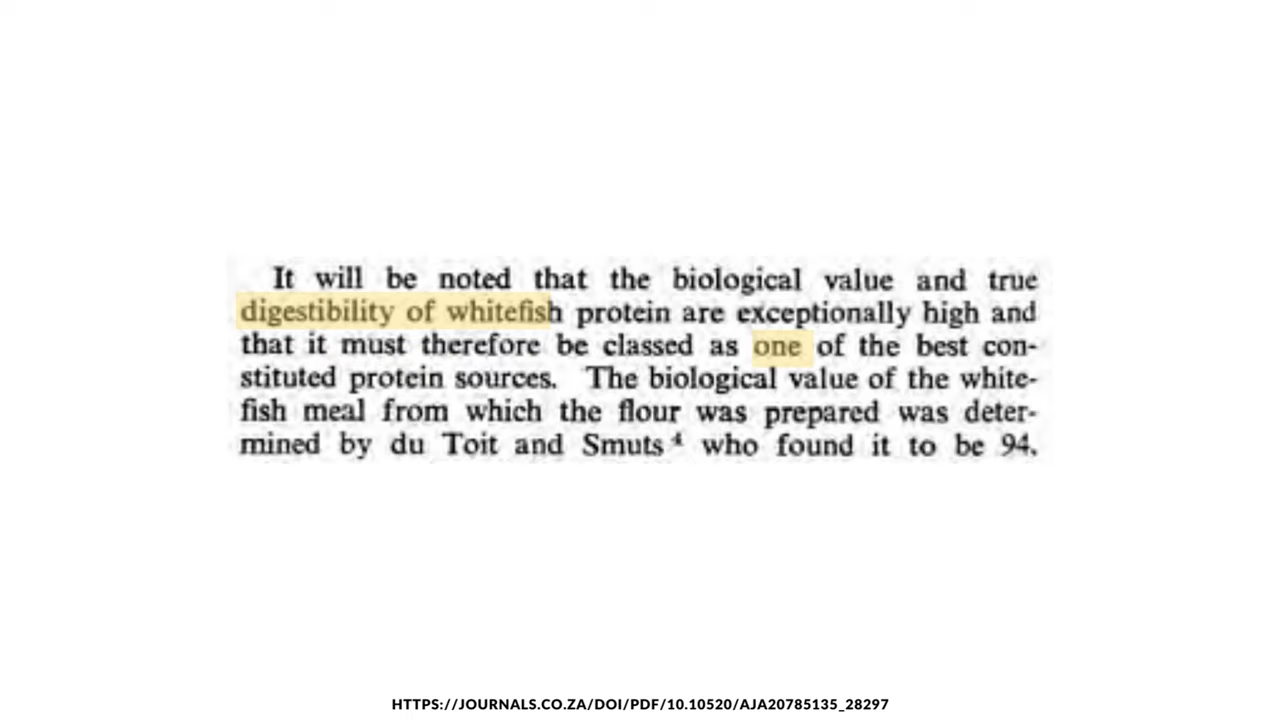 It will be noted that the biological value and true
digestibility of whitefish protein are exceptionally high and
that it must therefore be classed as one of the best con-
stituted protein sources. The biological value of the white-
fish meal from which the flour was prepared was deter-
mined by du Toit and Smuts ⁴ who found it to be 94.
HTTPS://JOURNALS.CO.ZA/DOI/PDF/10.10520/AJA20785135_28297